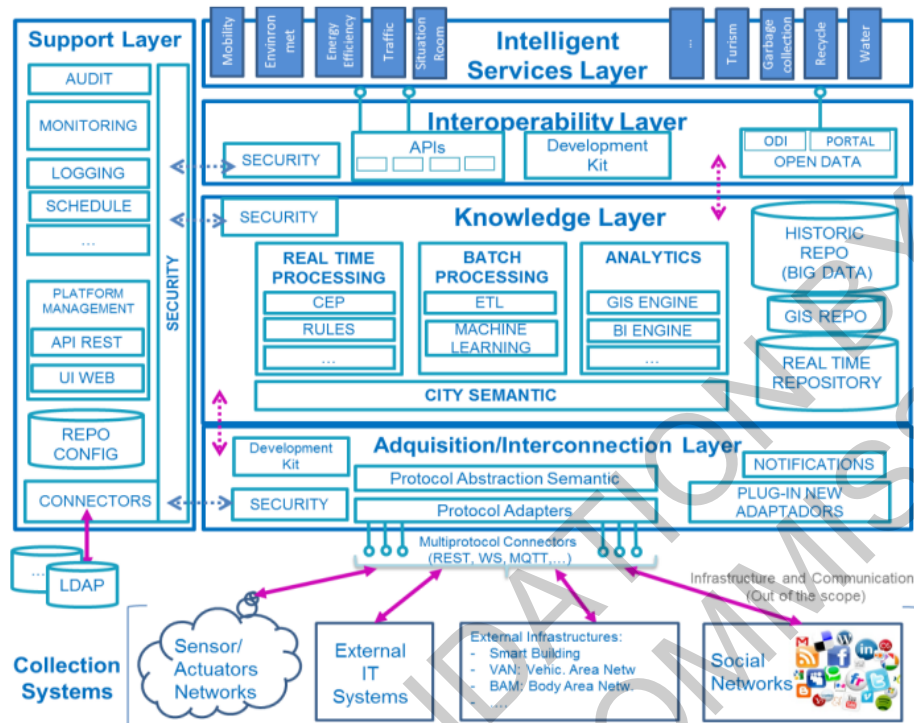 Support Layer
AUDIT
MONITORING
LOGGING
SCHEDULE
...
PLATFORM
MANAGEMENT
API REST
UI WEB
REPO
CONFIG
CONNECTORS
SECURITY
...
LDAP
Mobility
Envinron
met
Energy
Efficiency
Traffic
Situation
Room
Intelligent
Services Layer
...
Turism
Garbage
collection
Recycle
Water
Interoperability Layer
SECURITY
APIs
Development
Kit
ODI
PORTAL
OPEN DATA
SECURITY
Knowledge Layer
REAL TIME
PROCESSING
CEP
RULES
...
BATCH
PROCESSING
ETL
MACHINE
LEARNING
ANALYTICS
GIS ENGINE
BI ENGINE
...
CITY SEMANTIC
HISTORIC
REPO
(BIG DATA)
GIS REPO
REAL TIME
REPOSITORY
Adquisition/Interconnection Layer
Development
Kit
SECURITY
Protocol Abstraction Semantic
Protocol Adapters
NOTIFICATIONS
PLUG-IN NEW
ADAPTADORS
Multiprotocol Connectors
(REST, WS, MQTT,...)
Infrastructure and Communication
(Out of the scope)
Collection
Systems
Sensor/
Actuators
Networks
External
IT
Systems
External Infrastructures:
- Smart Building
- VAN: Vehic. Area Netw
- BAM: Body Area Netw.
- ...
Social
Networks
IDATION BY
COMMISS